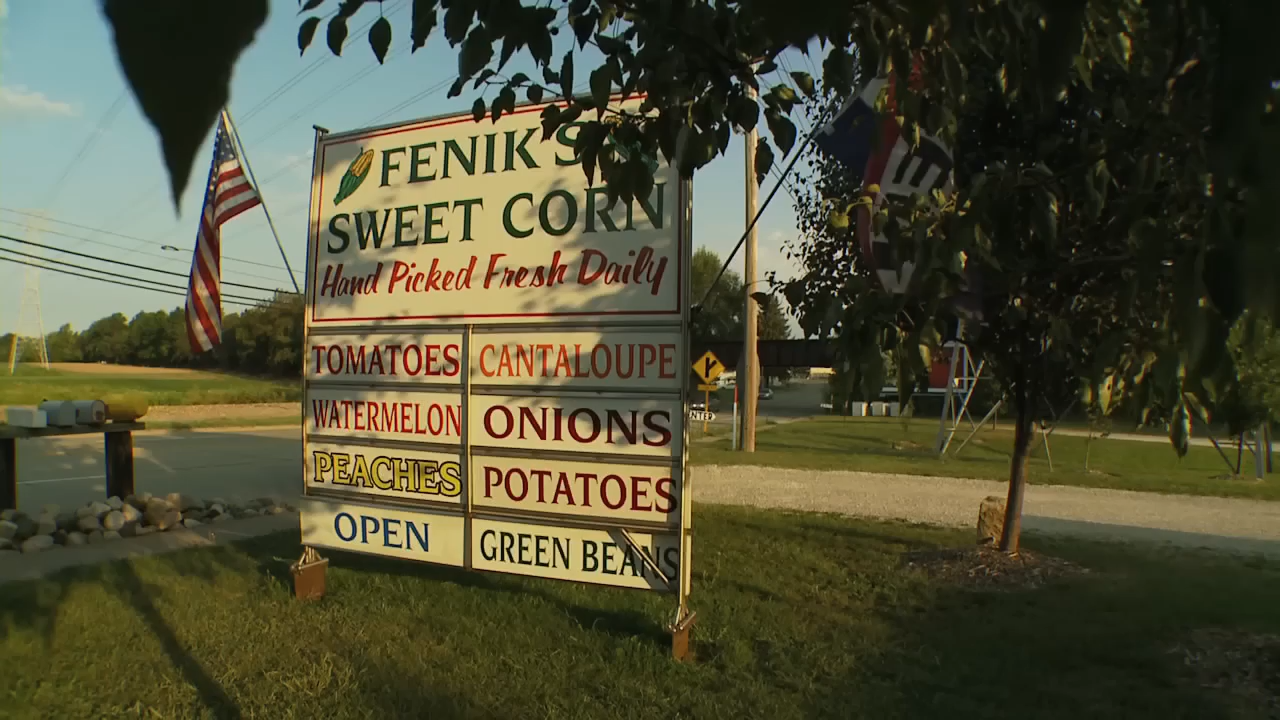 FENIK'S
SWEET CORN
Hand Picked Fresh Daily
TOMATOES
CANTALOUPE
WATERMELON
ONIONS
PEACHES
POTATOES
OPEN
GREEN BEANS